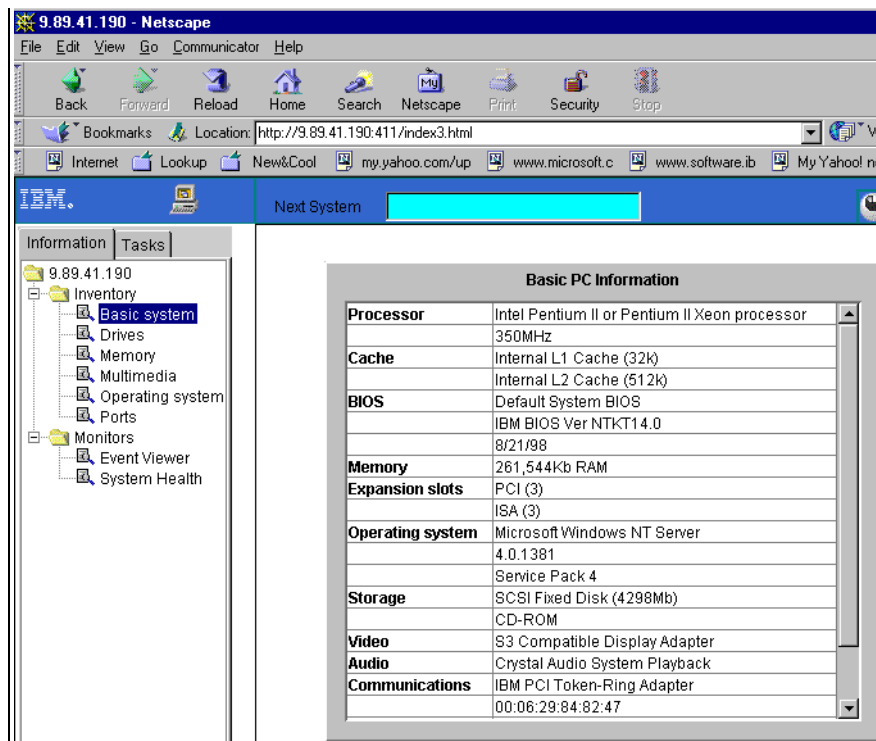 9.89.41.190 - Netscape
File Edit View Go Communicator Help
Back Forward Reload Home Search Netscape Print Security Stop
Bookmarks Location: http://9.89.41.190:411/index3.html
Internet Lookup New&Cool my.yahoo.com/up www.microsoft.c www.software.ib My Yahoo!
IBM. Next System
Information Tasks
9.89.41.190
Inventory
Basic system
Drives
Memory
Multimedia
Operating system
Ports
Monitors
Event Viewer
System Health
Basic PC Information
Processor Intel Pentium II or Pentium II Xeon processor
350MHz
Cache Internal L1 Cache (32k)
Internal L2 Cache (512k)
BIOS Default System BIOS
IBM BIOS Ver NTKT14.0
8/21/98
Memory 261,544Kb RAM
Expansion slots PCI (3)
ISA (3)
Operating system Microsoft Windows NT Server
4.0.1381
Service Pack 4
Storage SCSI Fixed Disk (4298Mb)
CD-ROM
Video S3 Compatible Display Adapter
Audio Crystal Audio System Playback
Communications IBM PCI Token-Ring Adapter
00:06:29:84:82:47